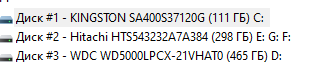 Диск #1 - KINGSTON SA400S37120G (111 ГБ) C:
Диск #2 - Hitachi HTS543232A7A384 (298 ГБ) E: G: F:
Диск #3 - WDC WD5000LPCX-21VHAT0 (465 ГБ) D: